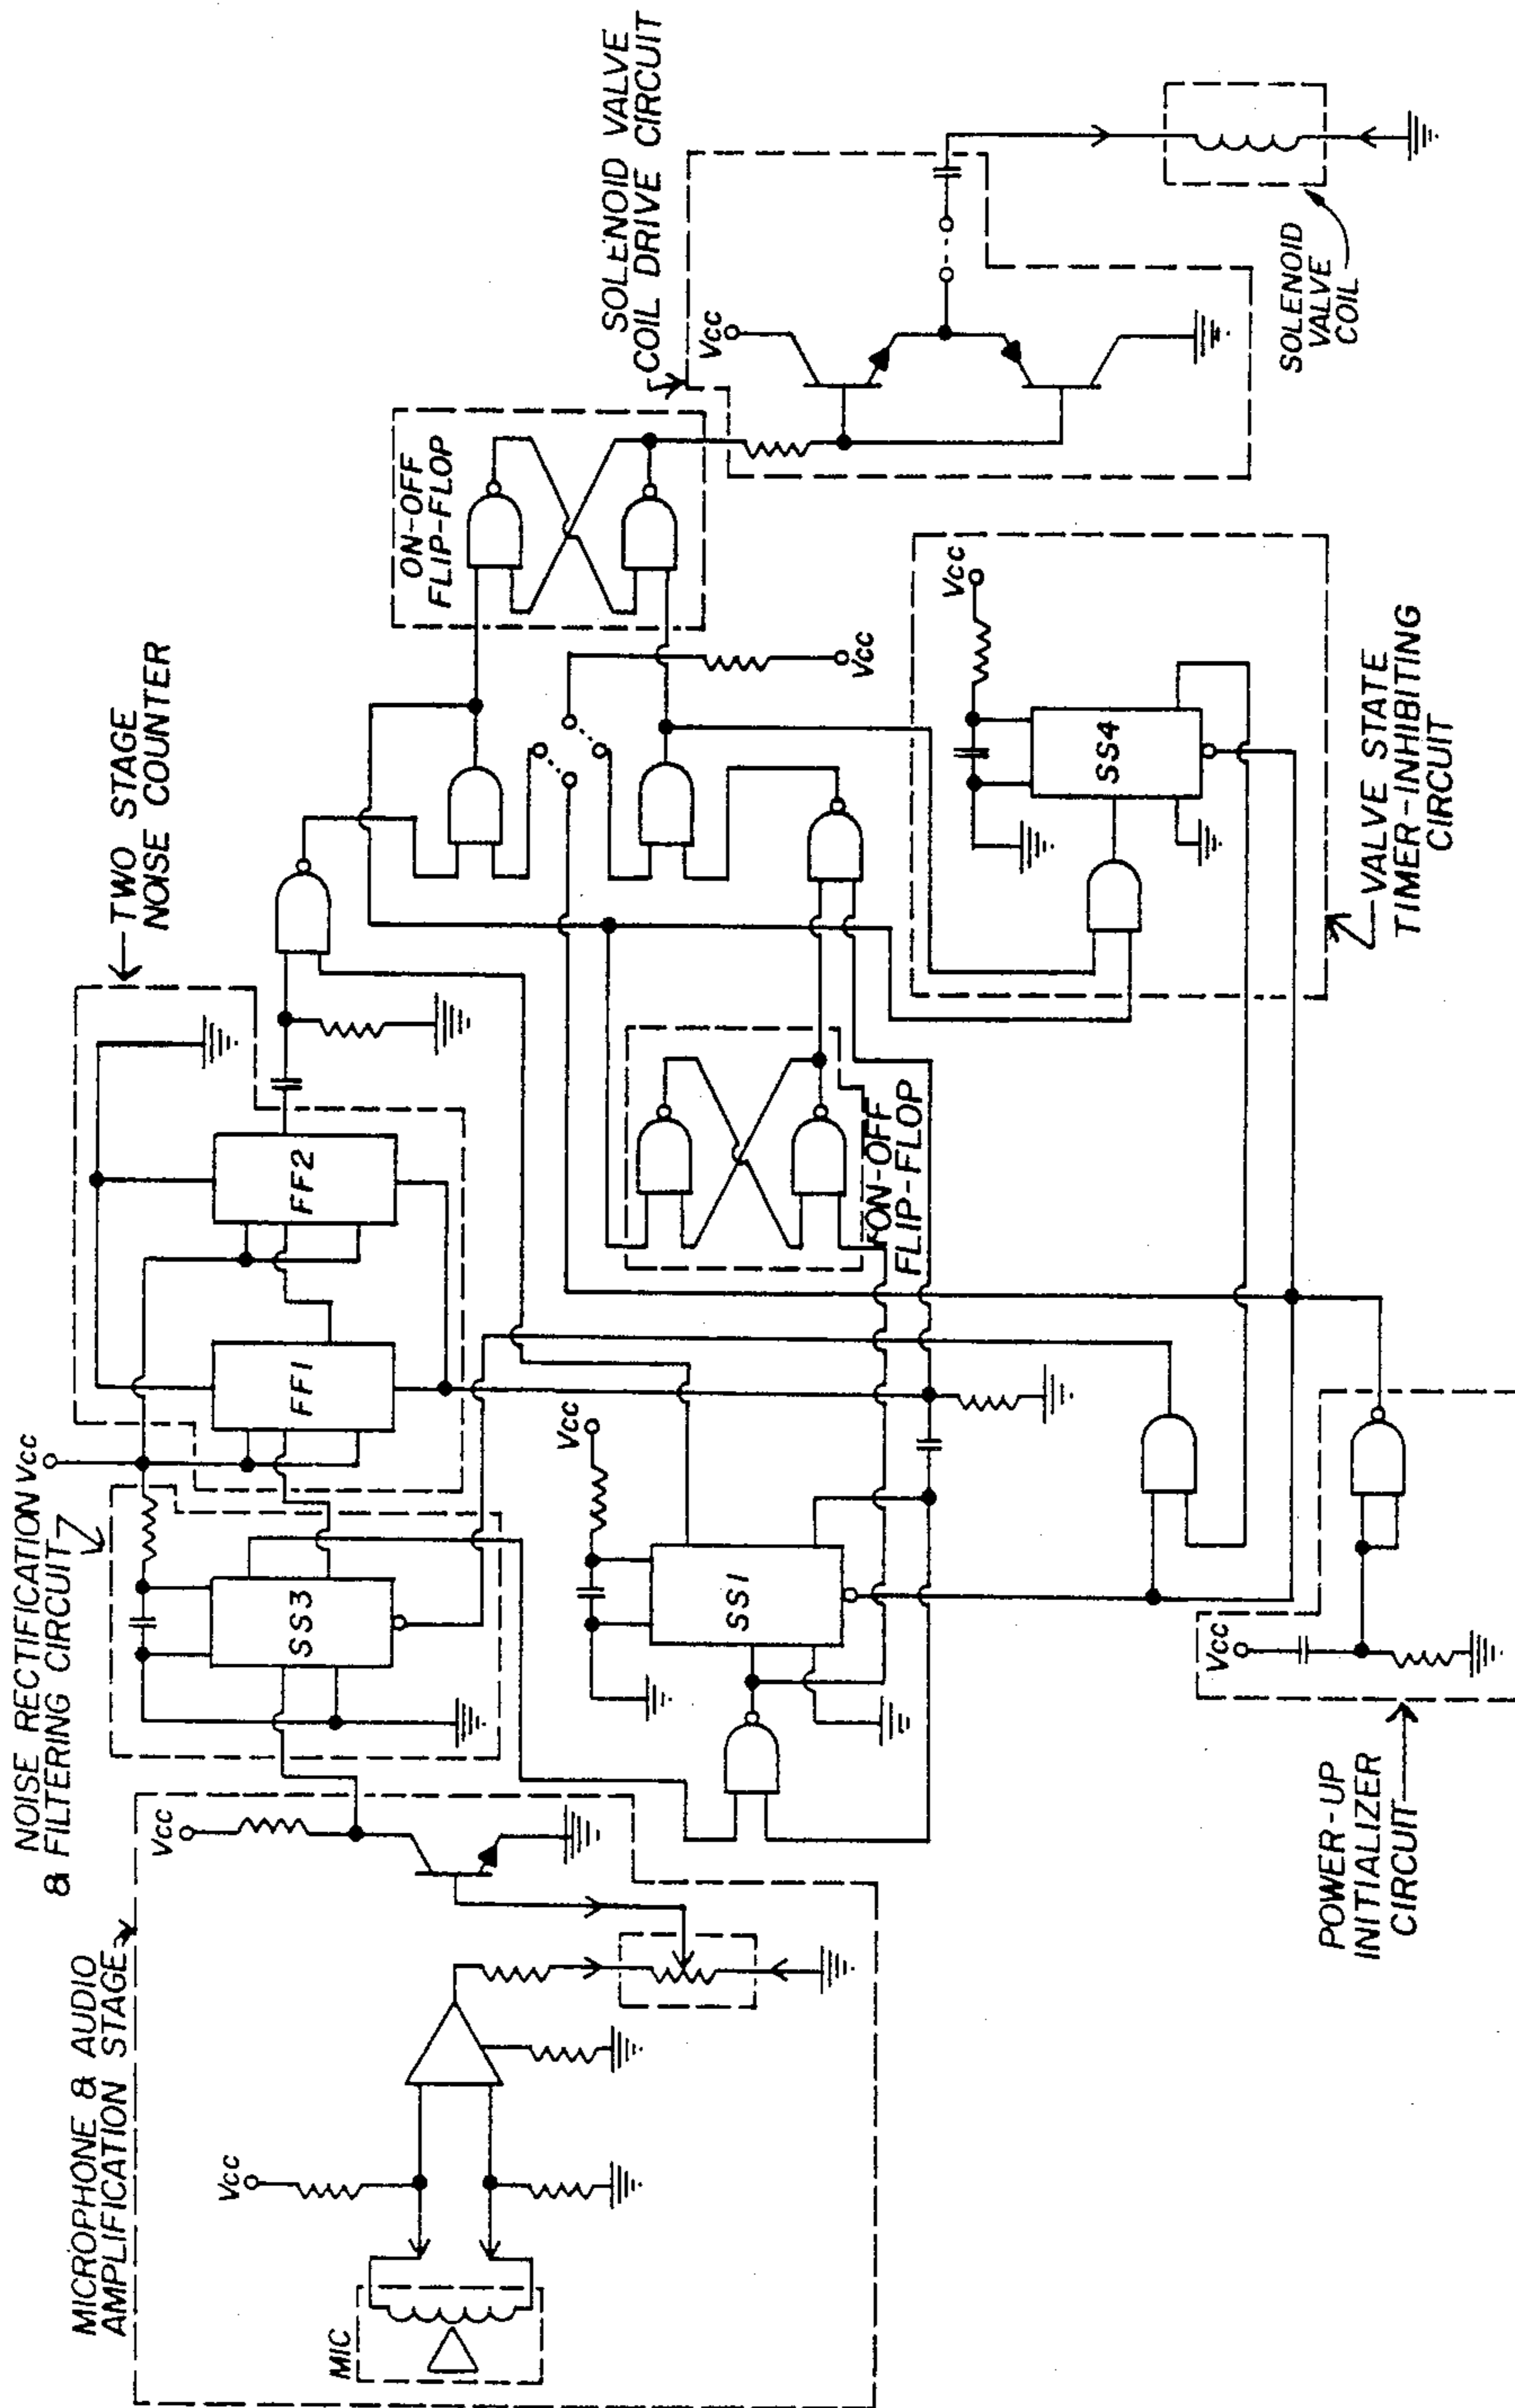 MICROPHONE & AUDIO
AMPLIFICATION STAGE
MIC
Vcc
Vcc
NOISE RECTIFICATION
& FILTERING CIRCUIT
Vcc
SS3
FF1
FF2
TWO STAGE
NOISE COUNTER
Vcc
SS1
ON-OFF
FLIP-FLOP
ON-OFF
FLIP-FLOP
Vcc
SOLENOID VALVE
COIL DRIVE CIRCUIT
Vcc
SOLENOID
VALVE
COIL
Vcc
SS4
VALVE STATE
TIMER-INHIBITING
CIRCUIT
Vcc
POWER-UP
INITIALIZER
CIRCUIT